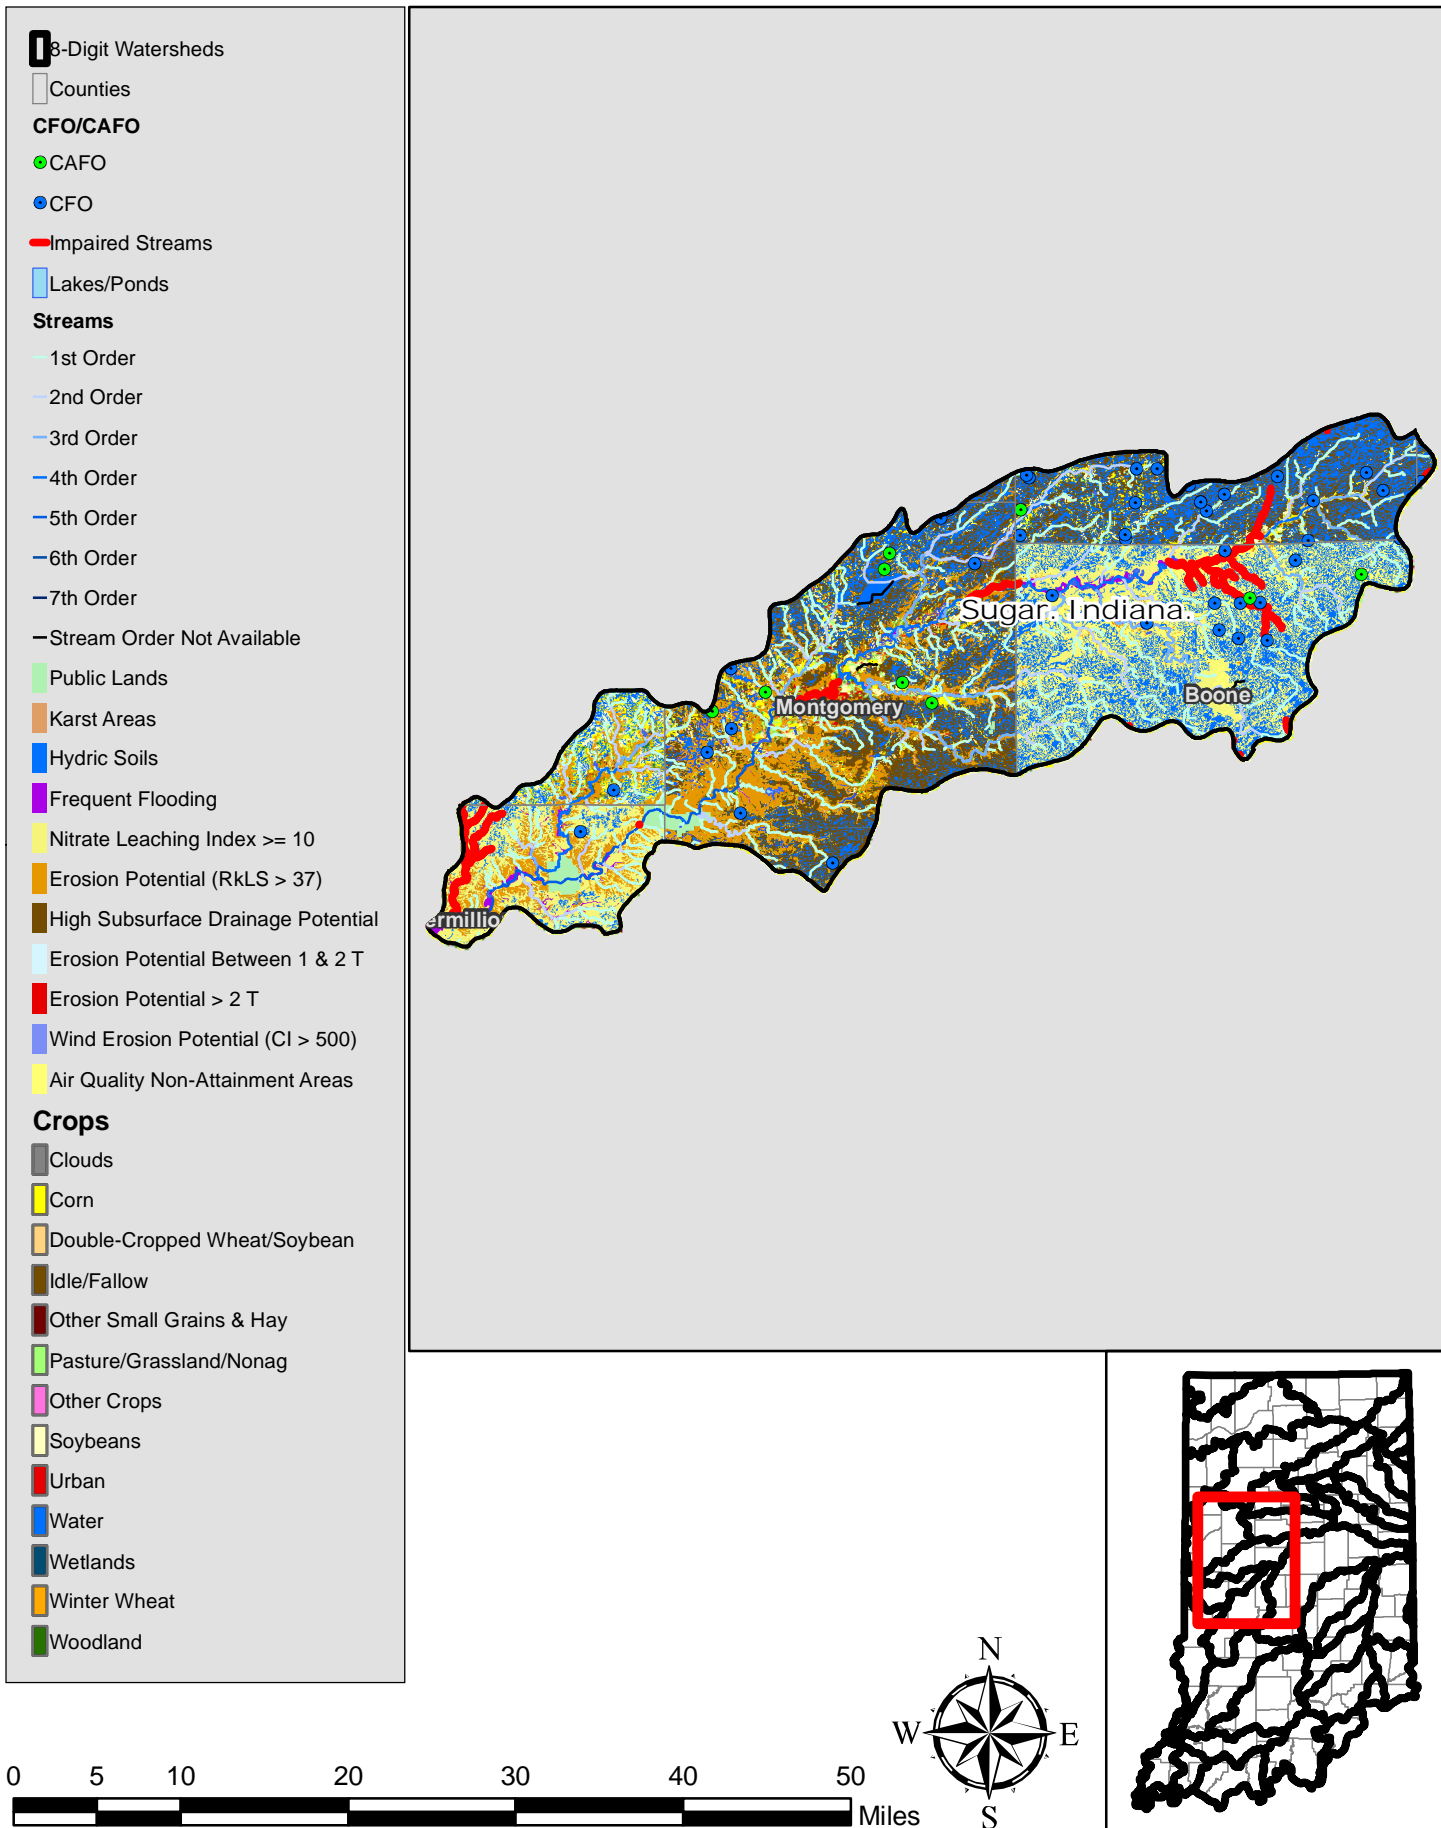 8-Digit Watersheds
Counties
CFO/CAFO
CAFO
CFO
Impaired Streams
Lakes/Ponds
Streams
1st Order
2nd Order
3rd Order
4th Order
5th Order
6th Order
7th Order
Stream Order Not Available
Public Lands
Karst Areas
Hydric Soils
Frequent Flooding
Nitrate Leaching Index >= 10
Erosion Potential (RkLS > 37)
High Subsurface Drainage Potential
Erosion Potential Between 1 & 2 T
Erosion Potential > 2 T
Wind Erosion Potential (CI > 500)
Air Quality Non-Attainment Areas
Crops
Clouds
Corn
Double-Cropped Wheat/Soybean
Idle/Fallow
Other Small Grains & Hay
Pasture/Grassland/Nonag
Other Crops
Soybeans
Urban
Water
Wetlands
Winter Wheat
Woodland
Sugar. Indiana.
Boone
Montgomery
ermillio
N
W E
S
0 5 10 20 30 40 50
Miles